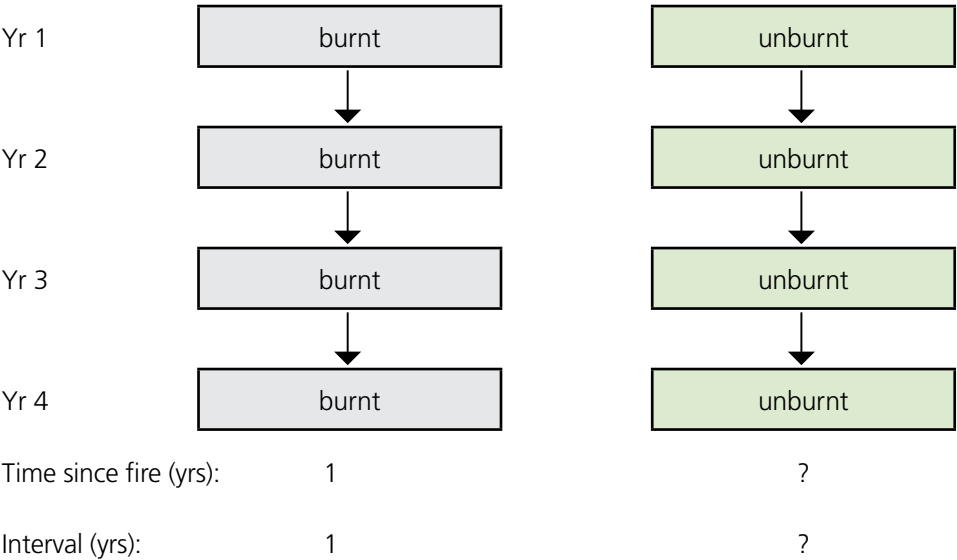 Yr 1 burnt unburnt
Yr 2 burnt unburnt
Yr 3 burnt unburnt
Yr 4 burnt unburnt
Time since fire (yrs): 1 ?
Interval (yrs): 1 ?